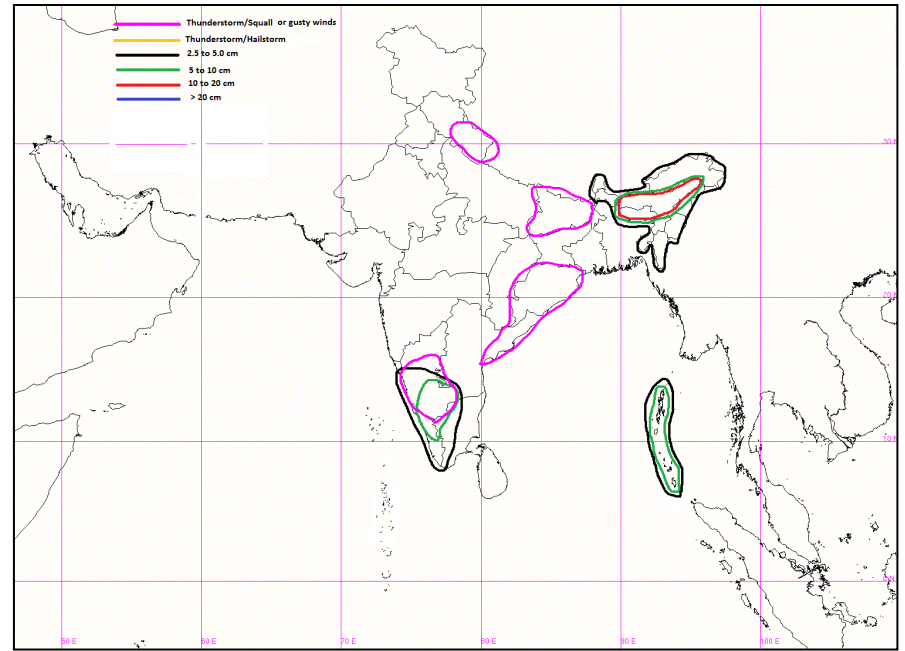 Thunderstorm/Squall or gusty winds
Thunderstorm/Hailstorm
2.5 to 5.0 cm
5 to 10 cm
10 to 20 cm
> 20 cm
30 N
20 N
10 N
0 N
50 E
60 E
70 E
80 E
90 E
100 E